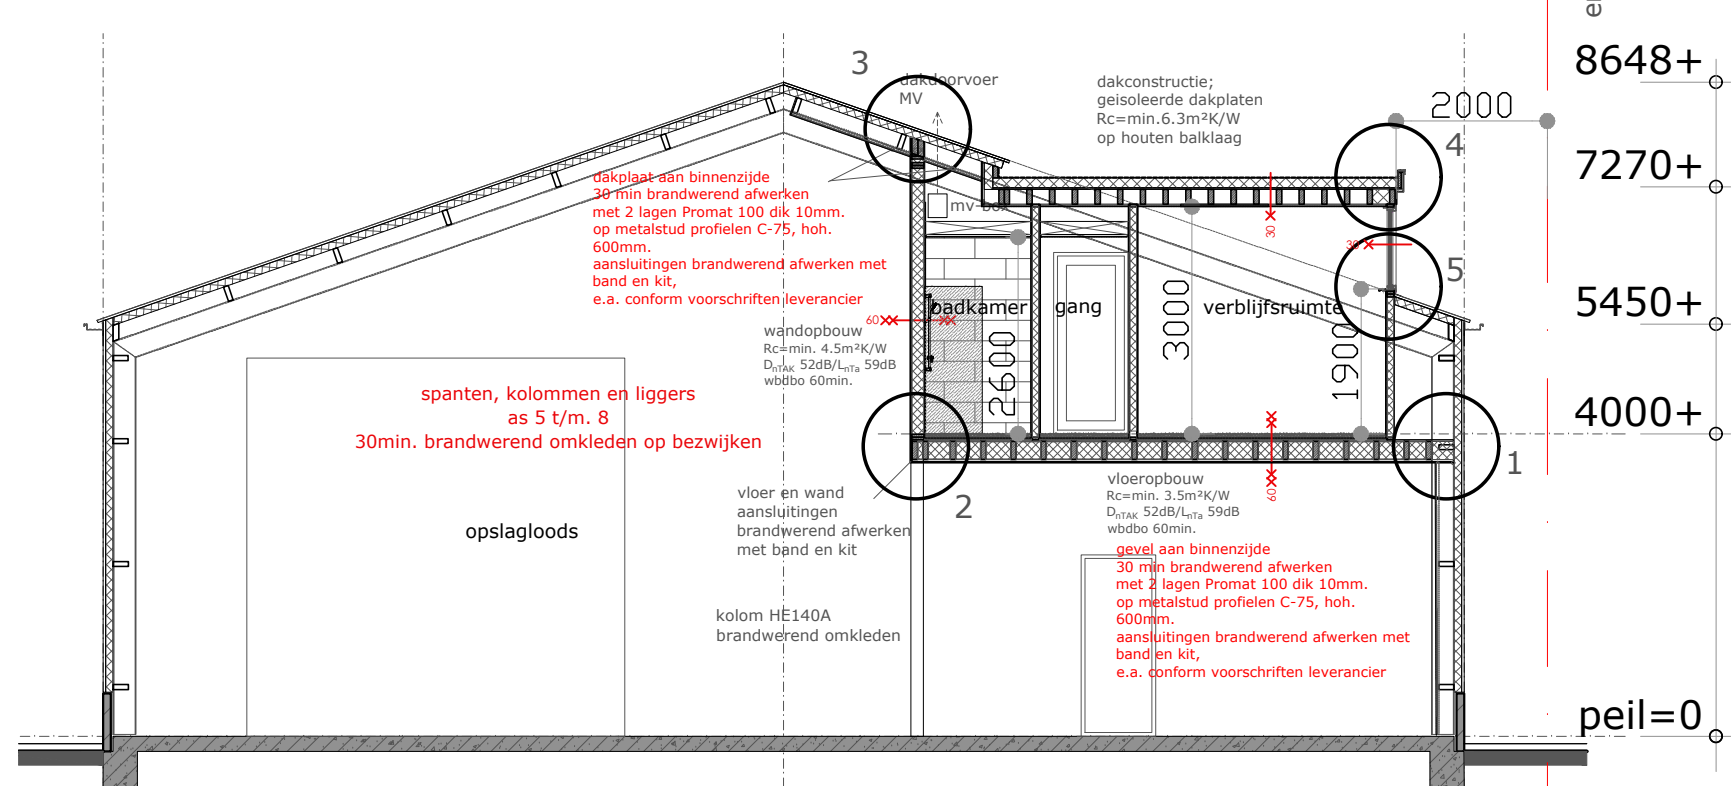 er
8648+
7270+
5450+
4000+
peil=0
2000
3
dakdoorvoer
MV
dakconstructie;
geisoleerde dakplaten
Rc=min.6.3m²K/W
op houten balklaag
4
5
dakplaat aan binnenzijde
30 min brandwerend afwerken
met 2 lagen Promat 100 dik 10mm.
op metalstud profielen C-75, hoh.
600mm.
aansluitingen brandwerend afwerken met
band en kit,
e.a. conform voorschriften leverancier
mv-box
30
30
badkamer
gang
verblijfsruimte
60
2600
3000
1900
wandopbouw
Rc=min. 4.5m²K/W
DnTAK 52dB/LnTa 59dB
wbdbo 60min.
spanten, kolommen en liggers
as 5 t/m. 8
30min. brandwerend omkleden op bezwijken
1
2
vloer en wand
aansluitingen
brandwerend afwerken
met band en kit
vloeropbouw
Rc=min. 3.5m²K/W
DnTAK 52dB/LnTa 59dB
wbdbo 60min.
60
opslagloods
gevel aan binnenzijde
30 min brandwerend afwerken
met 2 lagen Promat 100 dik 10mm.
op metalstud profielen C-75, hoh.
600mm.
aansluitingen brandwerend afwerken met
band en kit,
e.a. conform voorschriften leverancier
kolom HE140A
brandwerend omkleden